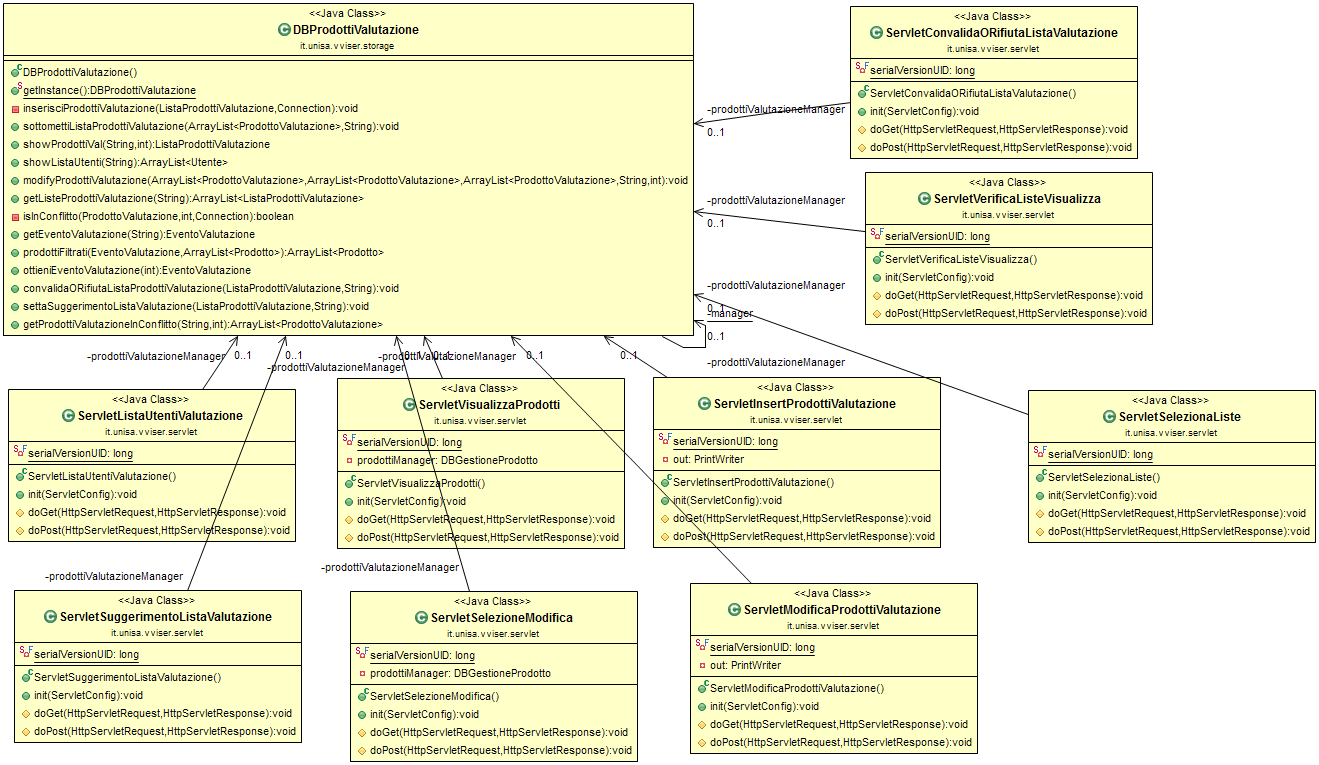 <<Java Class>>
DBProdottiValutazione
it.unisa.vviser.storage
DBProdottiValutazione()
getInstance():DBProdottiValutazione
inserisciProdottiValutazione(ListaProdottiValutazione,Connection):void
sottomettiListaProdottiValutazione(ArrayList<ProdottoValutazione>,String):void
showProdottiVal(String,int):ListaProdottiValutazione
showListaUtenti(String):ArrayList<Utente>
modifyProdottiValutazione(ArrayList<ProdottoValutazione>,ArrayList<ProdottoValutazione>,ArrayList<ProdottoValutazione>,String,int):void
getListeProdottiValutazione(String):ArrayList<ListaProdottiValutazione>
isInConflitto(ProdottoValutazione,int,Connection):boolean
getEventoValutazione(String):EventoValutazione
prodottiFiltrati(EventoValutazione,ArrayList<Prodotto>):ArrayList<Prodotto>
ottieniEventoValutazione(int):EventoValutazione
convalidaORifiutaListaProdottiValutazione(ListaProdottiValutazione,String):void
settaSuggerimentoListaValutazione(ListaProdottiValutazione,String):void
getProdottiValutazioneInConflitto(String,int):ArrayList<ProdottoValutazione>
<<Java Class>>
ServletConvalidaORifiutaListaValutazione
it.unisa.vviser.servlet
serialVersionUID: long
ServletConvalidaORifiutaListaValutazione()
init(ServletConfig):void
doGet(HttpServletRequest,HttpServletResponse):void
doPost(HttpServletRequest,HttpServletResponse):void
-prodottiValutazioneManager
0..1
<<Java Class>>
ServletVerificaListeVisualizza
it.unisa.vviser.servlet
serialVersionUID: long
ServletVerificaListeVisualizza()
init(ServletConfig):void
doGet(HttpServletRequest,HttpServletResponse):void
doPost(HttpServletRequest,HttpServletResponse):void
-prodottiValutazioneManager
0..1
-prodottiValutazioneManager
0..1
-manager
0..1
-prodottiValutazioneManager
-prodottiValutazioneManager
0..1
0..1
-prodottiValutazioneManager
-prodottiValutazioneManager
0..1
0..1
0..1
0..1
<<Java Class>>
ServletListaUtentiValutazione
it.unisa.vviser.servlet
serialVersionUID: long
ServletListaUtentiValutazione()
init(ServletConfig):void
doGet(HttpServletRequest,HttpServletResponse):void
doPost(HttpServletRequest,HttpServletResponse):void
<<Java Class>>
ServletVisualizzaProdotti
it.unisa.vviser.servlet
serialVersionUID: long
prodottiManager: DBGestioneProdotto
ServletVisualizzaProdotti()
init(ServletConfig):void
doGet(HttpServletRequest,HttpServletResponse):void
doPost(HttpServletRequest,HttpServletResponse):void
<<Java Class>>
ServletInsertProdottiValutazione
it.unisa.vviser.servlet
serialVersionUID: long
out: PrintWriter
ServletInsertProdottiValutazione()
init(ServletConfig):void
doGet(HttpServletRequest,HttpServletResponse):void
doPost(HttpServletRequest,HttpServletResponse):void
<<Java Class>>
ServletSelezionaListe
it.unisa.vviser.servlet
serialVersionUID: long
ServletSelezionaListe()
init(ServletConfig):void
doGet(HttpServletRequest,HttpServletResponse):void
doPost(HttpServletRequest,HttpServletResponse):void
-prodottiValutazioneManager
<<Java Class>>
ServletSuggerimentoListaValutazione
it.unisa.vviser.servlet
serialVersionUID: long
ServletSuggerimentoListaValutazione()
init(ServletConfig):void
doGet(HttpServletRequest,HttpServletResponse):void
doPost(HttpServletRequest,HttpServletResponse):void
-prodottiValutazioneManager
<<Java Class>>
ServletSelezioneModifica
it.unisa.vviser.servlet
serialVersionUID: long
prodottiManager: DBGestioneProdotto
ServletSelezioneModifica()
init(ServletConfig):void
doGet(HttpServletRequest,HttpServletResponse):void
doPost(HttpServletRequest,HttpServletResponse):void
<<Java Class>>
ServletModificaProdottiValutazione
it.unisa.vviser.servlet
serialVersionUID: long
out: PrintWriter
ServletModificaProdottiValutazione()
init(ServletConfig):void
doGet(HttpServletRequest,HttpServletResponse):void
doPost(HttpServletRequest,HttpServletResponse):void